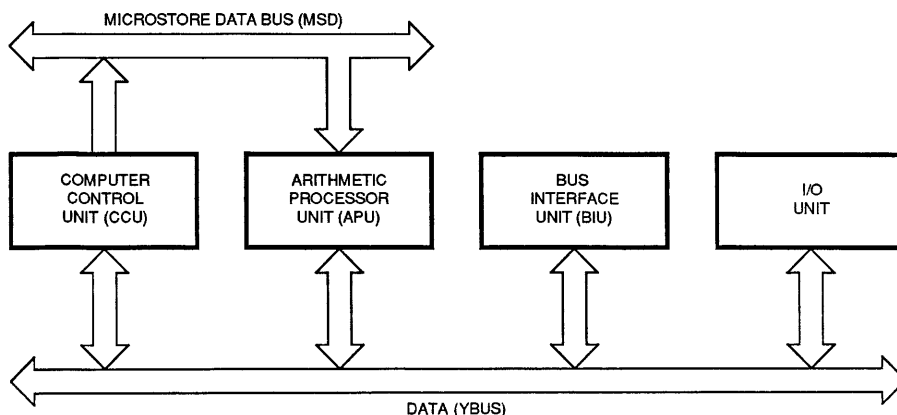 MICROSTORE DATA BUS (MSD)
COMPUTER
CONTROL
UNIT (CCU)
ARITHMETIC
PROCESSOR
UNIT (APU)
BUS
INTERFACE
UNIT (BIU)
I/O
UNIT
DATA (YBUS)